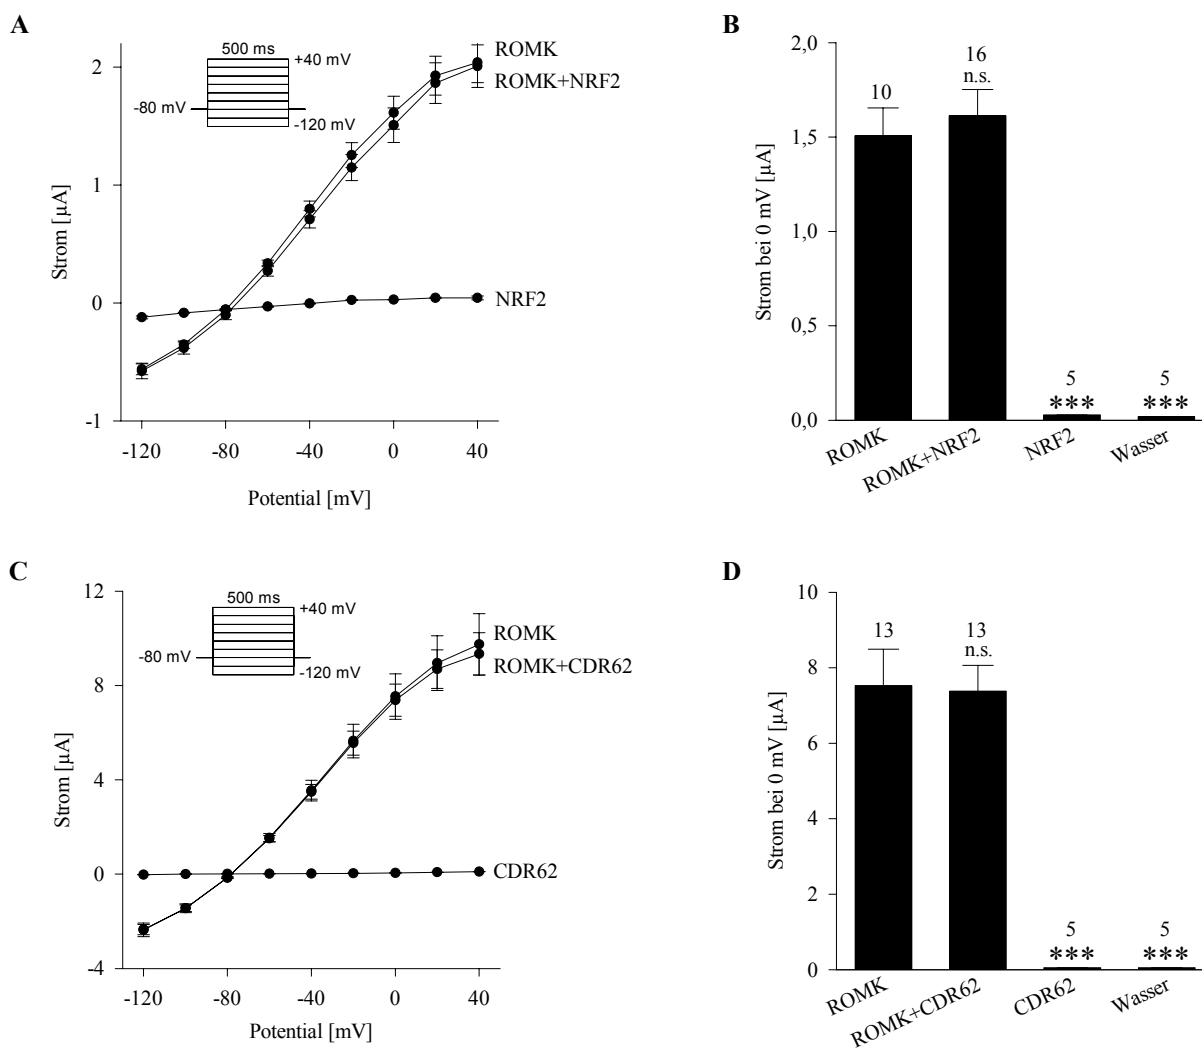 A
500 ms
+40 mV
-80 mV
-120 mV
ROMK
ROMK+NRF2
NRF2
2
1
0
-1
Strom [µA]
-120
-80
-40
0
40
Potential [mV]
B
2,0
1,5
1,0
0,5
0,0
Strom bei 0 mV [µA]
10
16
n.s.
5
***
5
***
ROMK
ROMK+NRF2
NRF2
Wasser
C
500 ms
+40 mV
-80 mV
-120 mV
ROMK
ROMK+CDR62
CDR62
12
8
4
0
-4
Strom [µA]
-120
-80
-40
0
40
Potential [mV]
D
10
8
6
4
2
0
Strom bei 0 mV [µA]
13
13
n.s.
5
***
5
***
ROMK
ROMK+CDR62
CDR62
Wasser